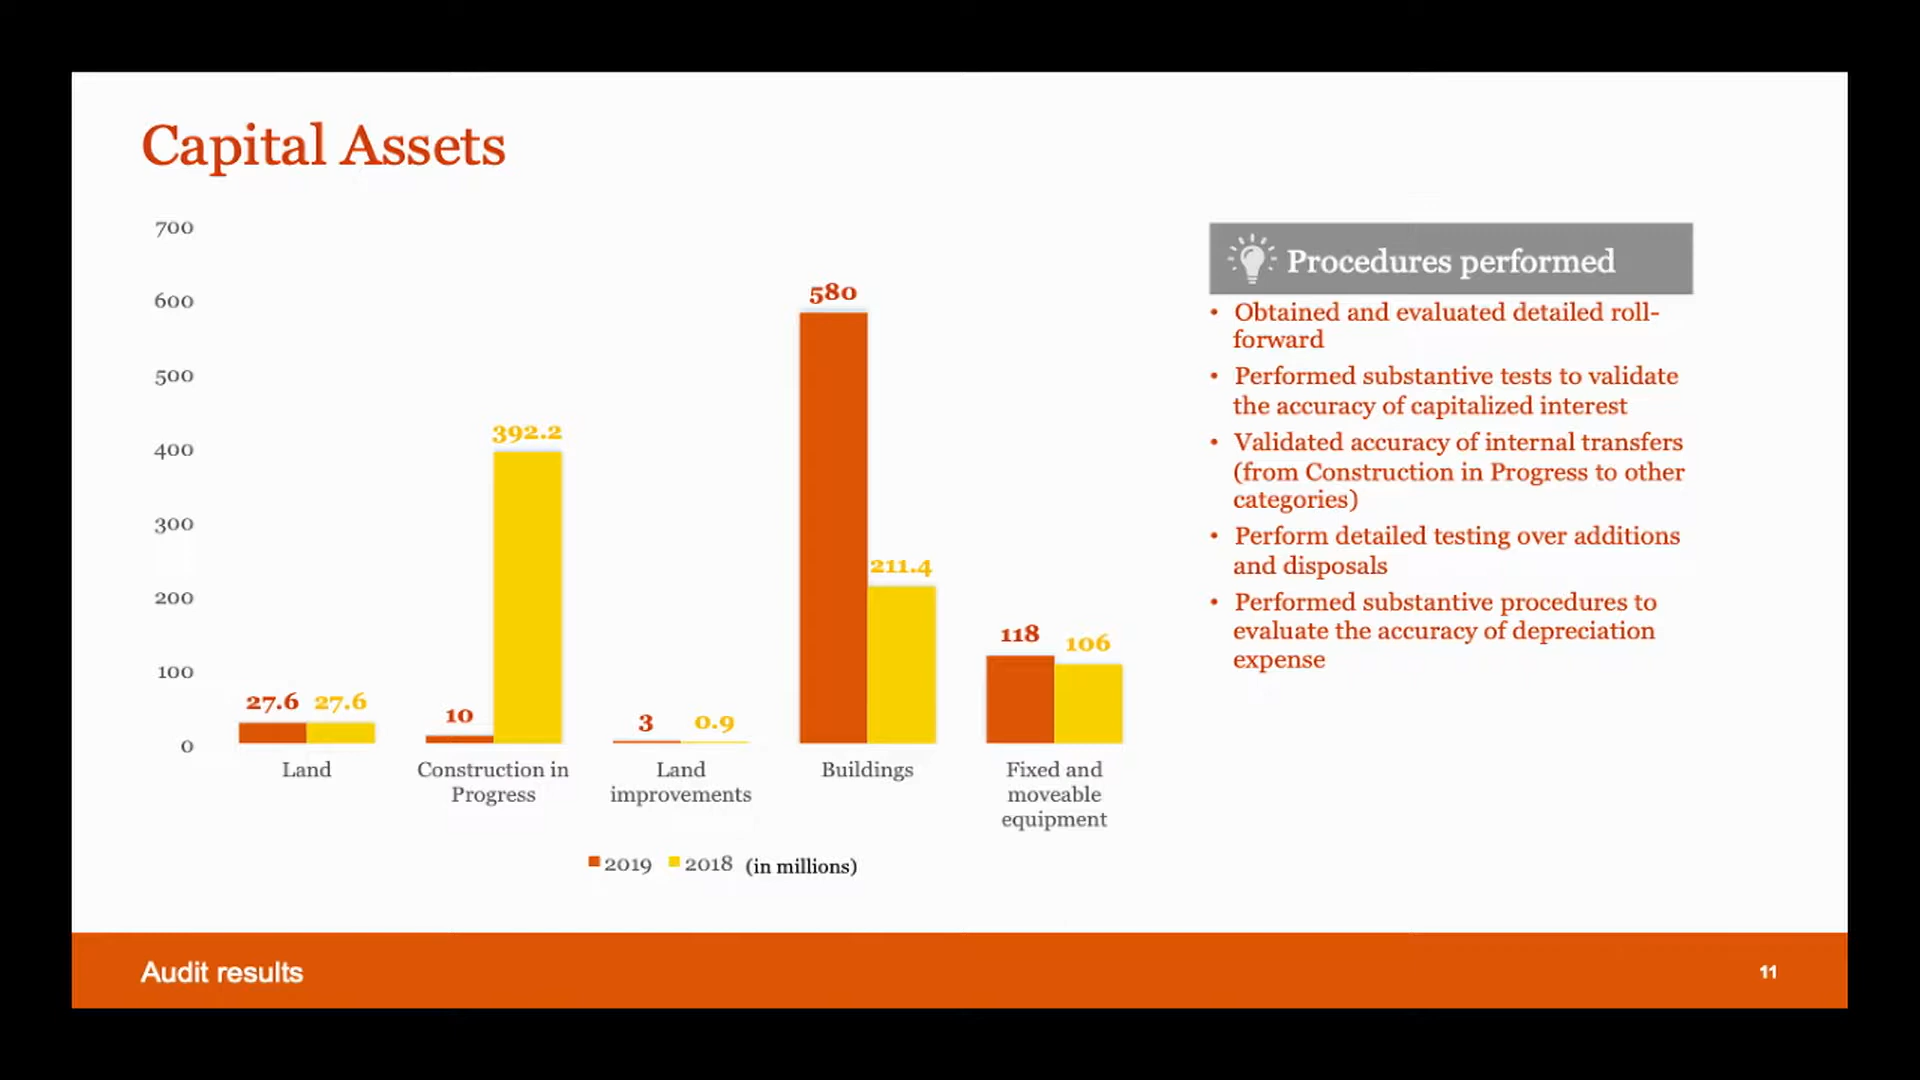 Capital Assets
700
600
500
400
300
200
100
0
27.6 27.6
10
392.2
3
0.9
580
211.4
118
106
Land
Construction in
Progress
Land
improvements
Buildings
Fixed and
moveable
equipment
2019 2018 (in millions)
Procedures performed
• Obtained and evaluated detailed roll-
forward
• Performed substantive tests to validate
the accuracy of capitalized interest
• Validated accuracy of internal transfers
(from Construction in Progress to other
categories)
• Perform detailed testing over additions
and disposals
• Performed substantive procedures to
evaluate the accuracy of depreciation
expense
Audit results
11